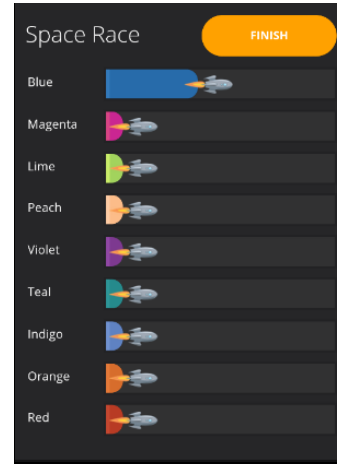 Space Race
FINISH
Blue
Magenta
Lime
Peach
Violet
Teal
Indigo
Orange
Red